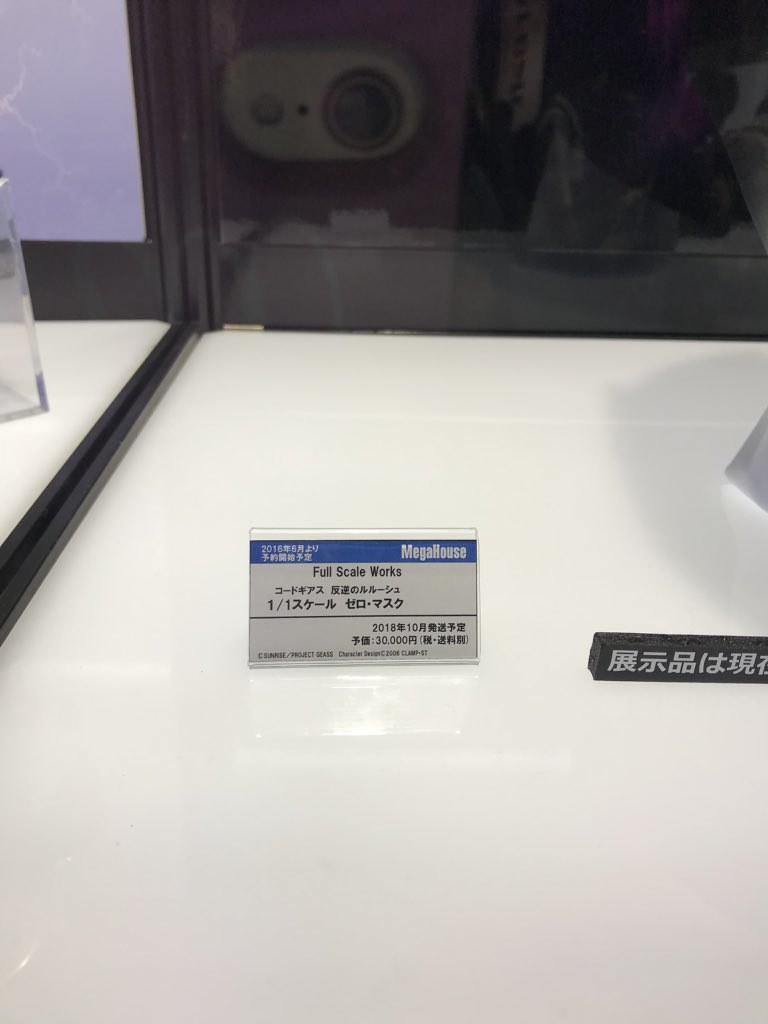 2016年6月より
予約開始予定
MegaHouse
Full Scale Works
コードギアス 反逆のルルーシュ
1/1スケール ゼロ・マスク
2018年10月発送予定
予価:30,000円(税・送料別)
C SUNRISE/PROJECT GEASS Character Design©2006 CLAMP・ST
展示品は現在